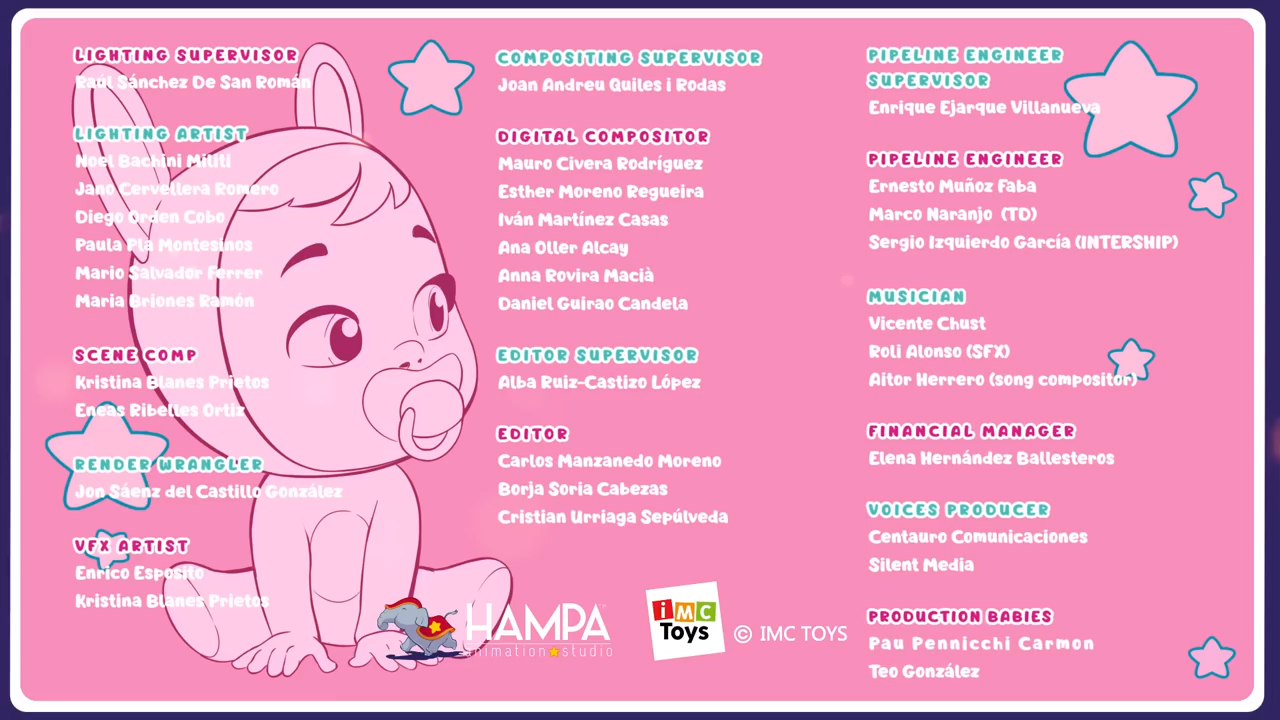 LIGHTING SUPERVISOR
Raúl Sánchez De San Román
LIGHTING ARTIST
Noel Bachini Militi
Jano Cervellera Romero
Diego Orden Cobo
Paula Pla Montesinos
Mario Salvador Ferrer
Maria Briones Ramón
SCENE COMP
Kristina Blanes Prietos
Eneas Ribelles Ortiz
RENDER WRANGLER
Jon Sáenz del Castillo González
VFX ARTIST
Enrico Esposito
Kristina Blanes Prietos
COMPOSITING SUPERVISOR
Joan Andreu Quiles i Rodas
DIGITAL COMPOSITOR
Mauro Civera Rodríguez
Esther Moreno Regueira
Iván Martínez Casas
Ana Oller Alcay
Anna Rovira Macià
Daniel Guirao Candela
EDITOR SUPERVISOR
Alba Ruiz-Castizo López
EDITOR
Carlos Manzanedo Moreno
Borja Soria Cabezas
Cristian Urriaga Sepúlveda
PIPELINE ENGINEER
SUPERVISOR
Enrique Ejarque Villanueva
PIPELINE ENGINEER
Ernesto Muñoz Faba
Marco Naranjo (TD)
Sergio Izquierdo García (INTERSHIP)
MUSICIAN
Vicente Chust
Roli Alonso (SFX)
Aitor Herrero (song compositor)
FINANCIAL MANAGER
Elena Hernández Ballesteros
VOICES PRODUCER
Centauro Comunicaciones
Silent Media
PRODUCTION BABIES
Pau Pennicchi Carmon
Teo González
HAMPA
animation studio
iMC
Toys
© IMC TOYS